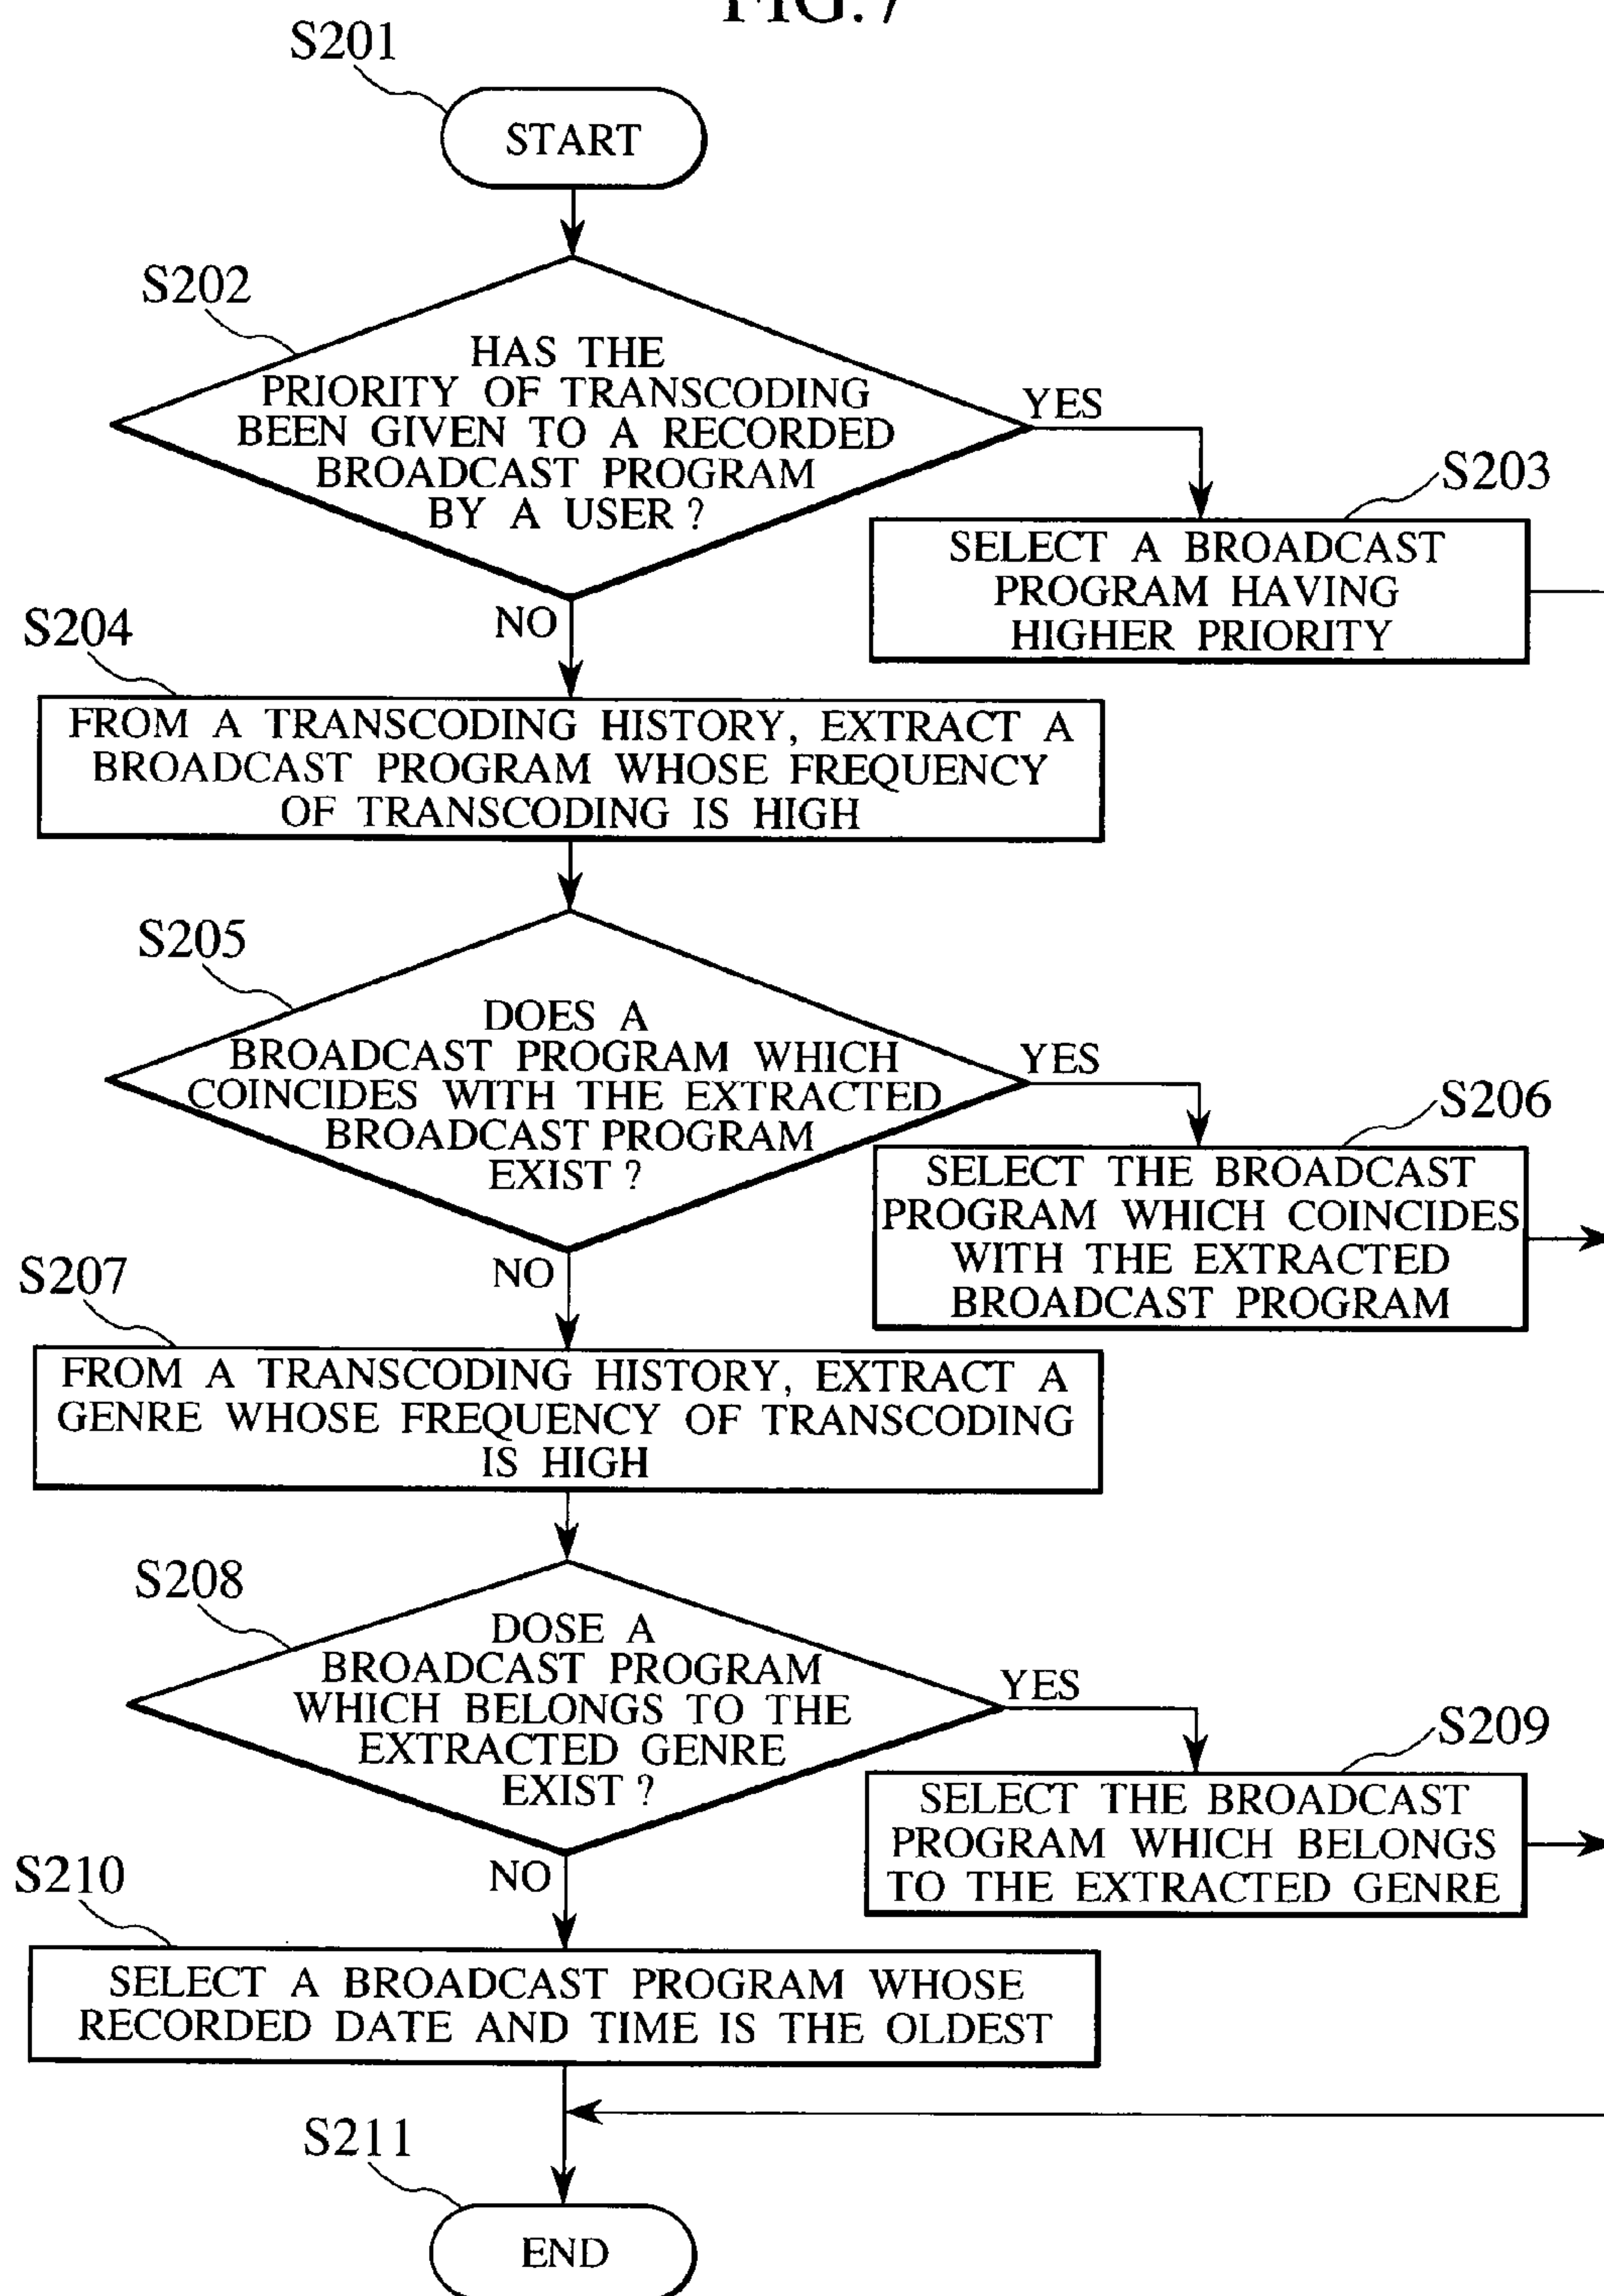 FIG.7
S201
START
S202
HAS THE
PRIORITY OF TRANSCODING
BEEN GIVEN TO A RECORDED
BROADCAST PROGRAM
BY A USER ?
YES
S203
SELECT A BROADCAST
PROGRAM HAVING
HIGHER PRIORITY
NO
S204
FROM A TRANSCODING HISTORY, EXTRACT A
BROADCAST PROGRAM WHOSE FREQUENCY
OF TRANSCODING IS HIGH
S205
DOES A
BROADCAST PROGRAM WHICH
COINCIDES WITH THE EXTRACTED
BROADCAST PROGRAM
EXIST ?
YES
S206
SELECT THE BROADCAST
PROGRAM WHICH COINCIDES
WITH THE EXTRACTED
BROADCAST PROGRAM
NO
S207
FROM A TRANSCODING HISTORY, EXTRACT A
GENRE WHOSE FREQUENCY OF TRANSCODING
IS HIGH
S208
DOSE A
BROADCAST PROGRAM
WHICH BELONGS TO THE
EXTRACTED GENRE
EXIST ?
YES
S209
SELECT THE BROADCAST
PROGRAM WHICH BELONGS
TO THE EXTRACTED GENRE
NO
S210
SELECT A BROADCAST PROGRAM WHOSE
RECORDED DATE AND TIME IS THE OLDEST
S211
END